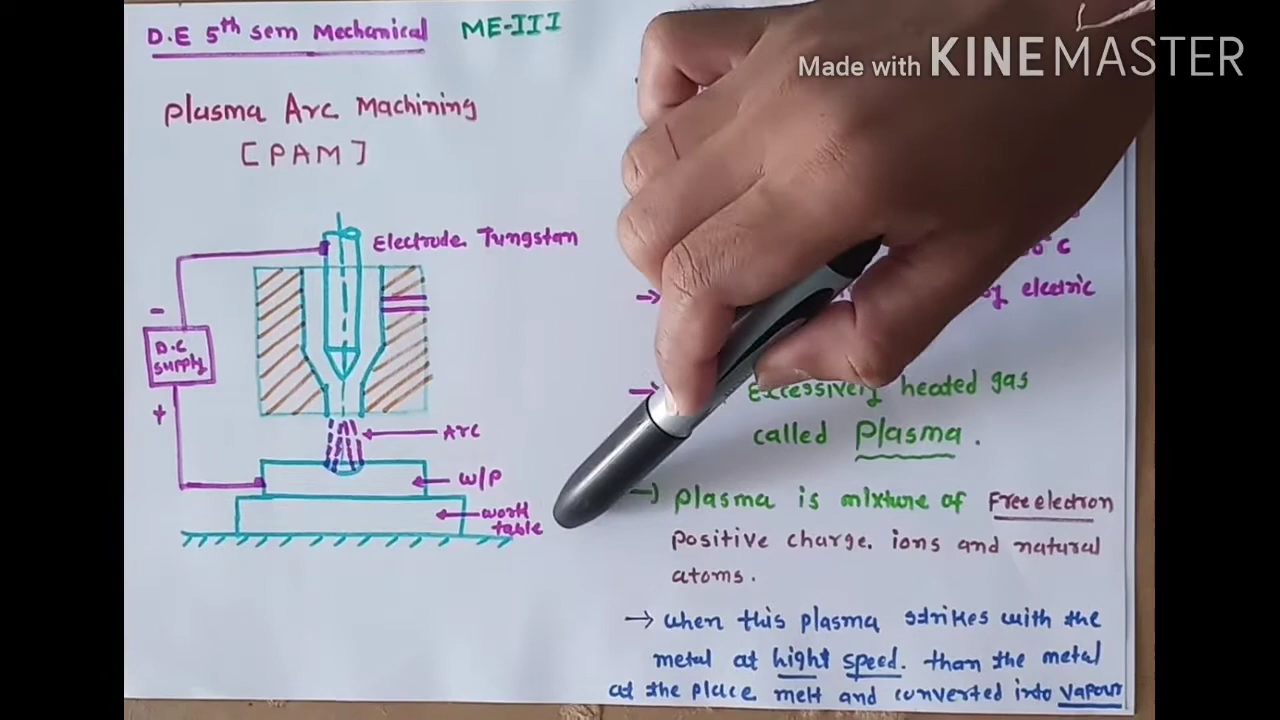 D.E 5th sem Mechanical ME-III
Made with KINEMASTER
Plasma Arc Machining
[PAM]
Electrode Tungstan
-
D.C
supply
+
Arc
W/P
work
table
°C
→ electric
→ Excessively heated gas
called Plasma.
→ plasma is mixture of Free electron
positive charge. ions and natural
atoms.
→ when this plasma strikes with the
metal at hight speed. than the metal
at the place melt and converted into vapour